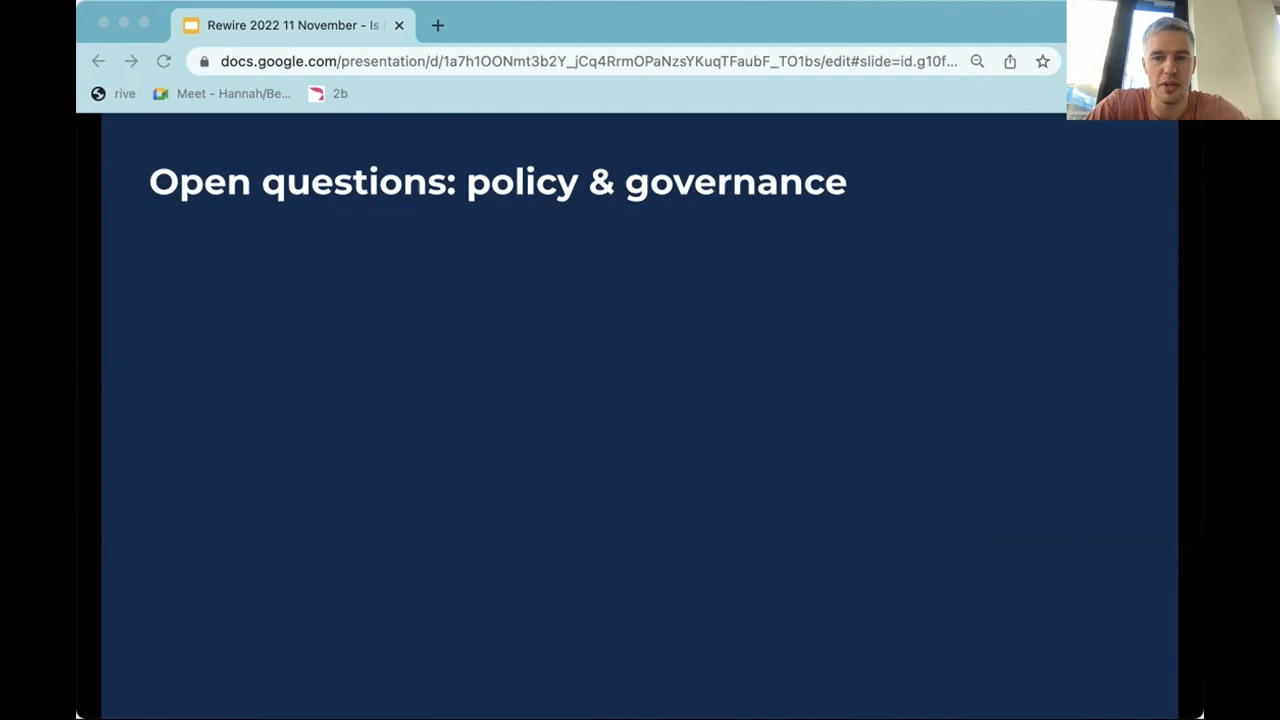 Rewire 2022 11 November - Is
docs.google.com/presentation/d/1a7h1OONmt3b2Y_jCq4RrmOPaNzsYKuqTFaubF_TO1bs/edit#slide=id.g10f...
rive
Meet - Hannah/Be...
2b
Open questions: policy & governance